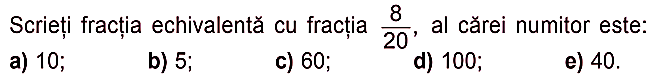 Scrieți fracția echivalentă cu fracția 8/20, al cărei numitor este:
a) 10; b) 5; c) 60; d) 100; e) 40.